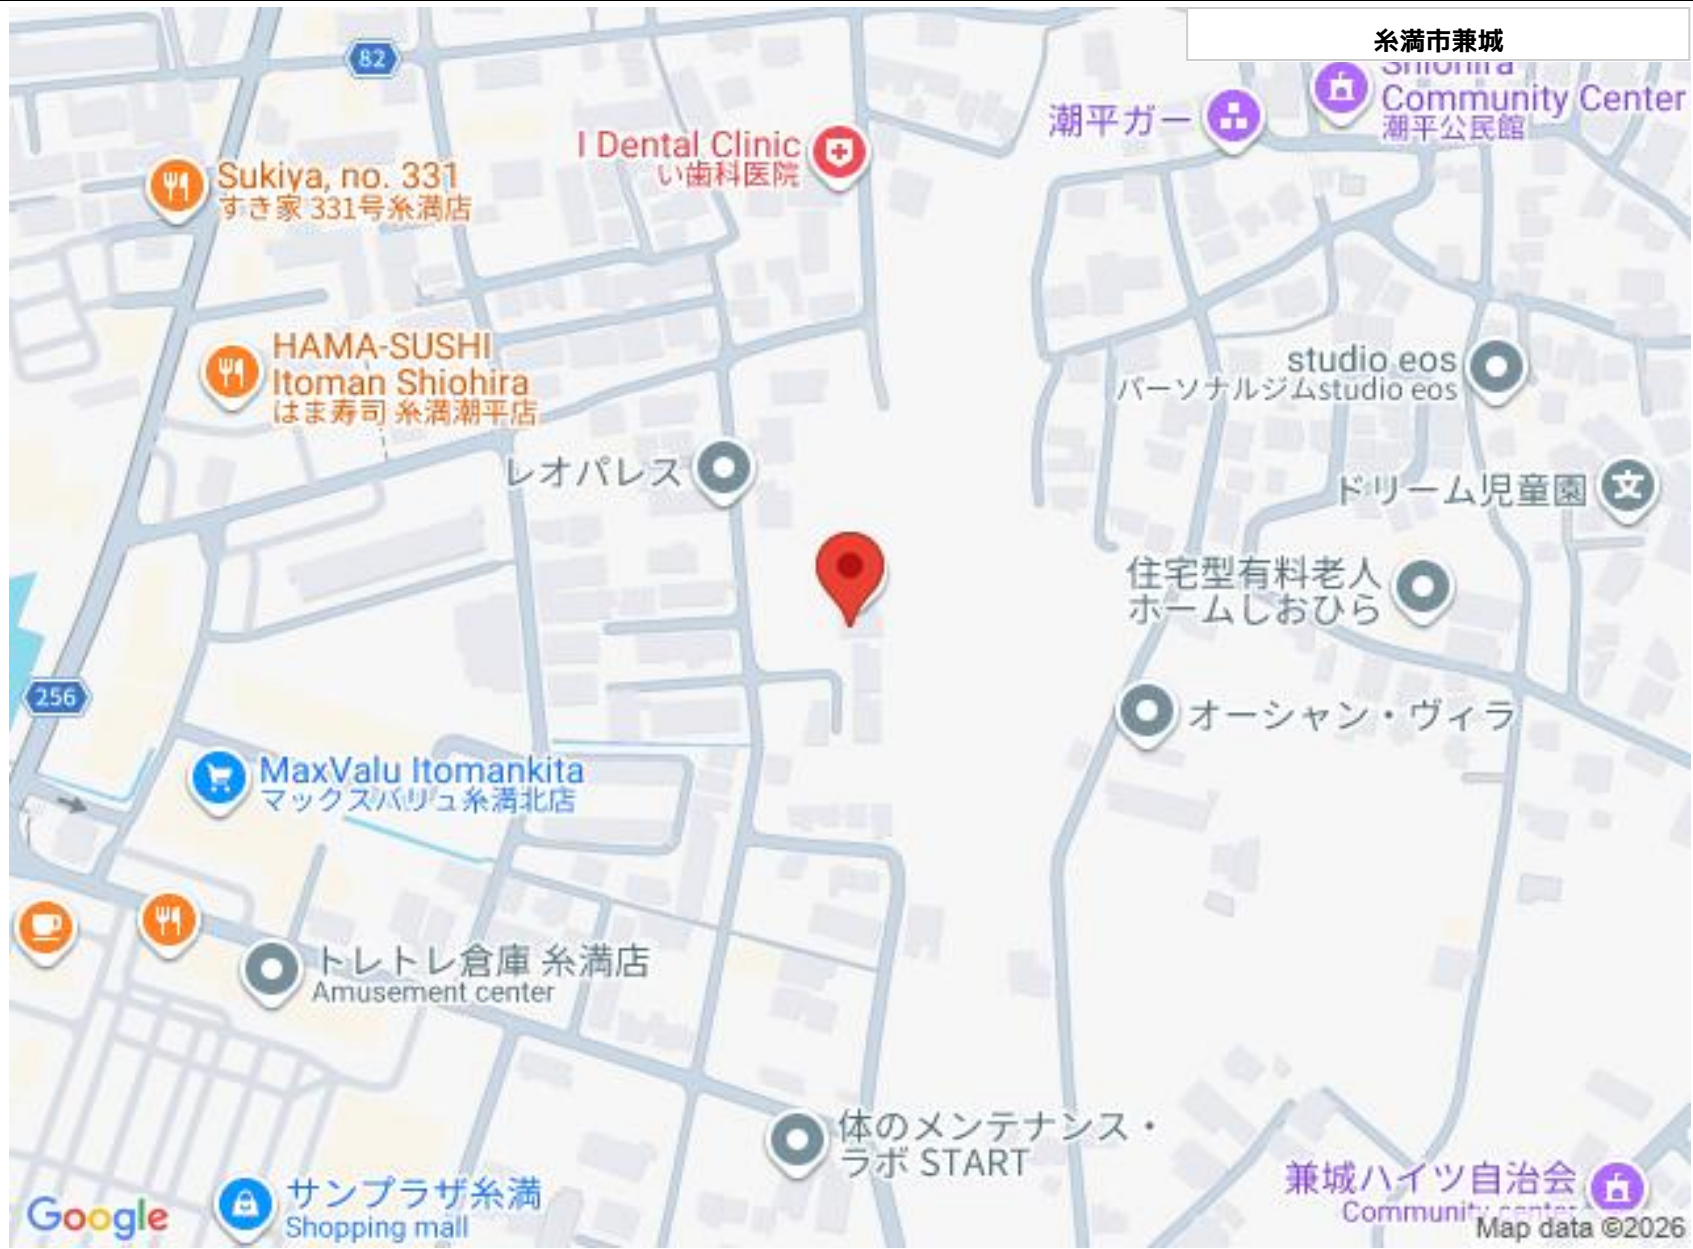 糸満市兼城
82
Shiohira
Community Center
潮平公民館
潮平ガー
I Dental Clinic
い歯科医院
Sukiya, no. 331
すき家 331号糸満店
HAMA-SUSHI
Itoman Shiohira
はま寿司 糸満潮平店
studio eos
パーソナルジムstudio eos
レオパレス
ドリーム児童園
住宅型有料老人
ホームしおひら
256
オーシャン・ヴィラ
MaxValu Itomankita
マックスバリュ糸満北店
トレトレ倉庫 糸満店
Amusement center
体のメンテナンス・
ラボ START
サンプラザ糸満
Shopping mall
兼城ハイツ自治会
Community center
Google
Map data ©2026